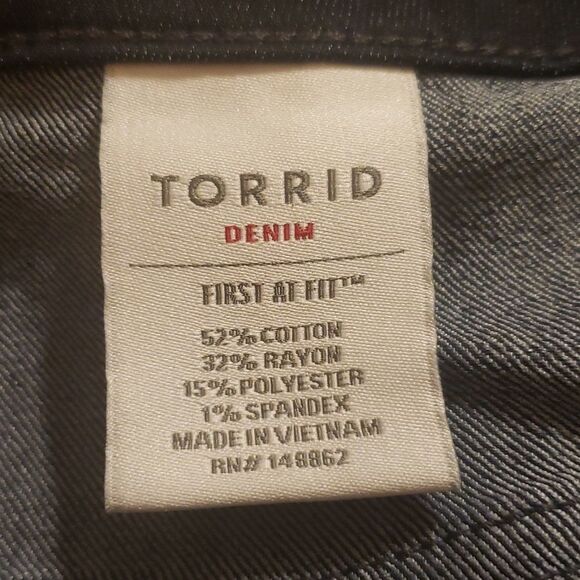 TORRID
DENIM
FIRST AT FIT™
52% COTTON
32% RAYON
15% POLYESTER
1% SPANDEX
MADE IN VIETNAM
RN# 148862